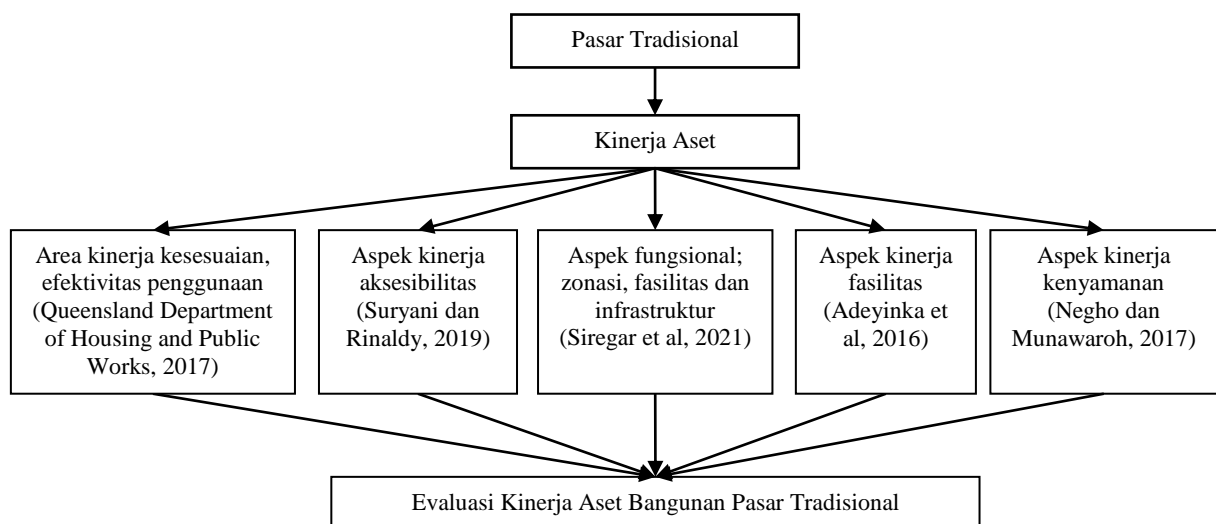 Pasar Tradisional
Kinerja Aset
Area kinerja kesesuaian,
efektivitas penggunaan
(Queensland Department
of Housing and Public
Works, 2017)
Aspek kinerja
aksesibilitas
(Suryani dan
Rinaldy, 2019)
Aspek fungsional;
zonasi, fasilitas dan
infrastruktur
(Siregar et al, 2021)
Aspek kinerja
fasilitas
(Adeyinka et
al, 2016)
Aspek kinerja
kenyamanan
(Negho dan
Munawaroh, 2017)
Evaluasi Kinerja Aset Bangunan Pasar Tradisional